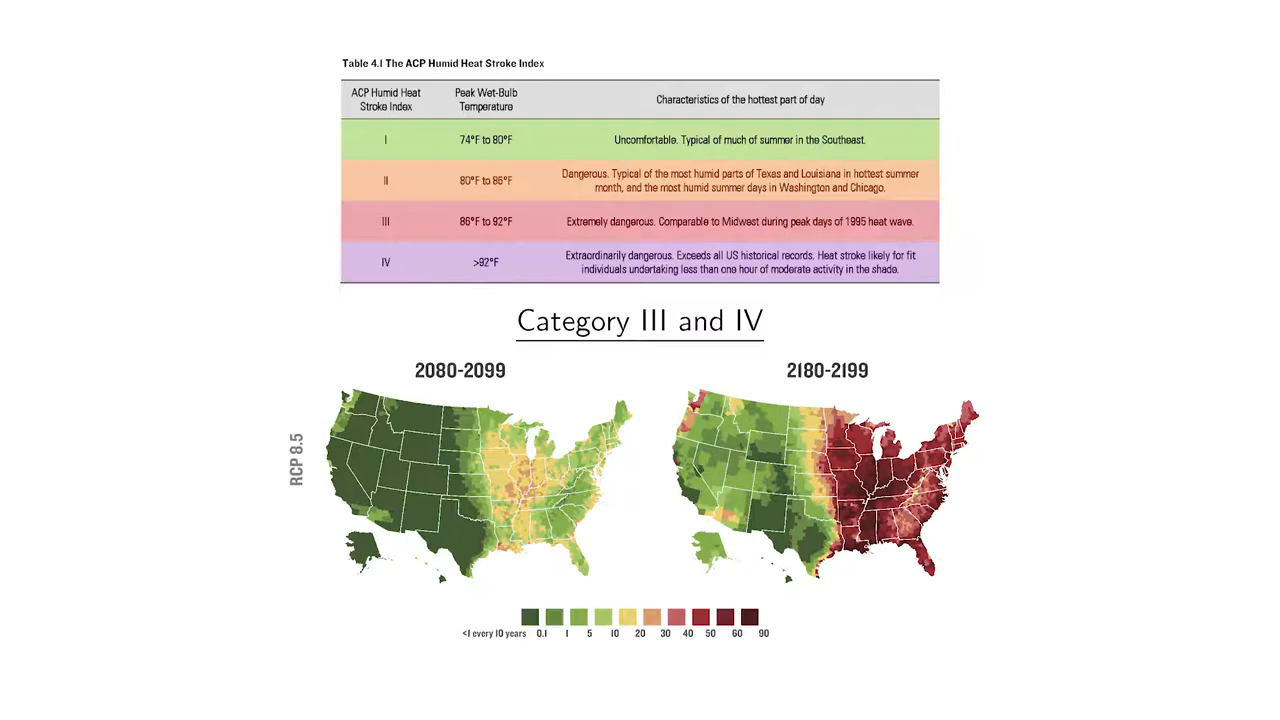 Table 4.1 The ACP Humid Heat Stroke Index
ACP Humid Heat
Stroke Index
Peak Wet-Bulb
Temperature
Characteristics of the hottest part of day
I
74°F to 80°F
Uncomfortable. Typical of much of summer in the Southeast.
II
80°F to 86°F
Dangerous. Typical of the most humid parts of Texas and Louisiana in hottest summer
month, and the most humid summer days in Washington and Chicago.
III
86°F to 92°F
Extremely dangerous. Comparable to Midwest during peak days of 1995 heat wave.
IV
>92°F
Extraordinarily dangerous. Exceeds all US historical records. Heat stroke likely for fit
individuals undertaking less than one hour of moderate activity in the shade.
Category III and IV
2080-2099
2180-2199
RCP 8.5
<1 every 10 years 0.1 1 5 10 20 30 40 50 60 90